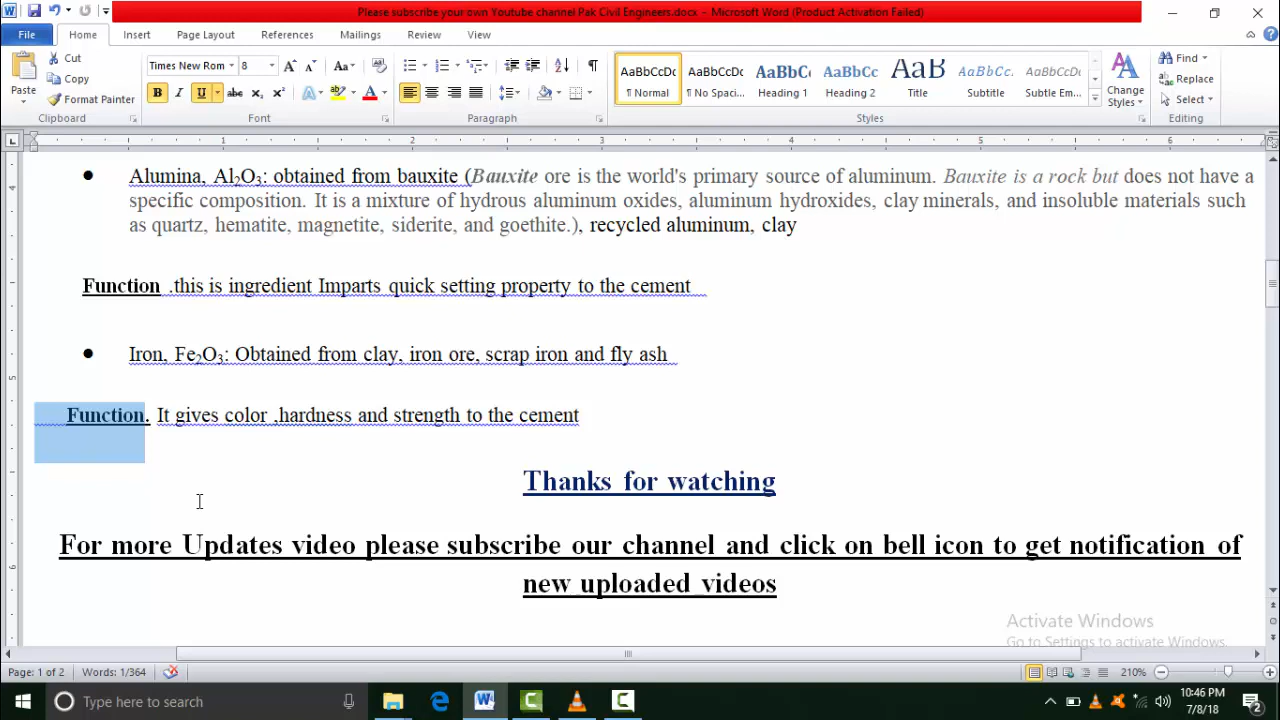 Please subscribe your own Youtube channel Pak Civil Engineers.docx - Microsoft Word (Product Activation Failed)
File Home Insert Page Layout References Mailings Review View
Paste
Cut
Copy
Format Painter
Clipboard
Times New Rom 8
Font
Paragraph
AaBbCcDc AaBbCcDc AaBbC AaBbCc AaB AaBbCcL AaBbCcDc
¶ Normal ¶ No Spaci... Heading 1 Heading 2 Title Subtitle Subtle Em...
Styles
Change
Styles
Find
Replace
Select
Editing
1 2 3 4 5 6
• Alumina, Al₂O₃: obtained from bauxite (Bauxite ore is the world's primary source of aluminum. Bauxite is a rock but does not have a
specific composition. It is a mixture of hydrous aluminum oxides, aluminum hydroxides, clay minerals, and insoluble materials such
as quartz, hematite, magnetite, siderite, and goethite.), recycled aluminum, clay
Function .this is ingredient Imparts quick setting property to the cement
• Iron, Fe₂O₃: Obtained from clay, iron ore, scrap iron and fly ash
Function. It gives color ,hardness and strength to the cement
Thanks for watching
For more Updates video please subscribe our channel and click on bell icon to get notification of
new uploaded videos
Activate Windows
Go to Settings to activate Windows.
Page: 1 of 2 Words: 1/364 210%
Type here to search
10:46 PM
7/8/18
2